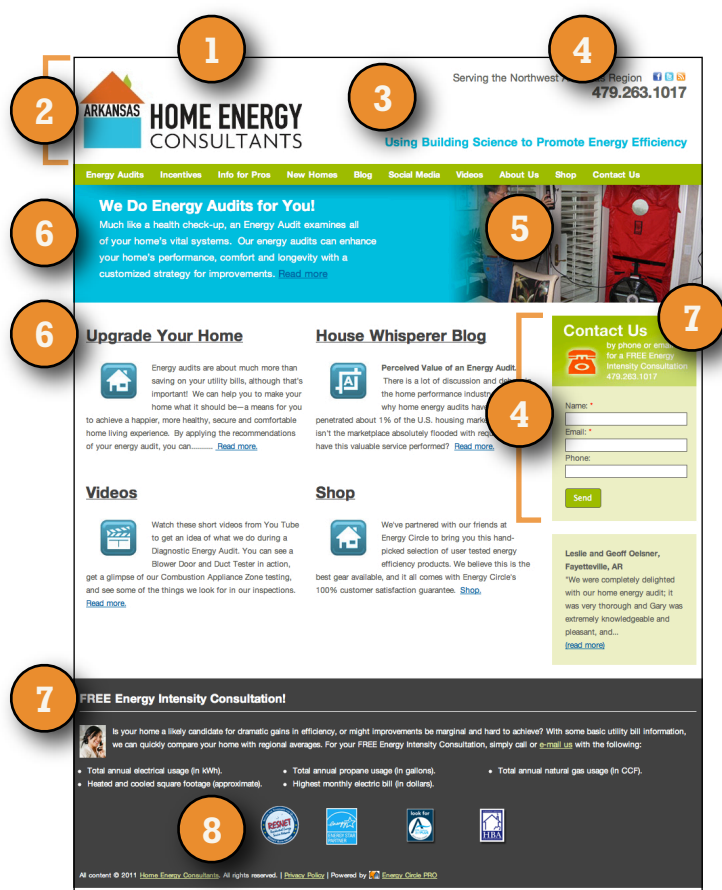 1
4
Serving the Northwest Region
479.263.1017
2
3
ARKANSAS
HOME ENERGY
CONSULTANTS
Using Building Science to Promote Energy Efficiency
Energy Audits Incentives Info for Pros New Homes Blog Social Media Videos About Us Shop Contact Us
6
We Do Energy Audits for You!
Much like a health check-up, an Energy Audit examines all
of your home's vital systems. Our energy audits can enhance
your home's performance, comfort and longevity with a
customized strategy for improvements. Read more
5
6
Upgrade Your Home
Energy audits are about much more than
saving on your utility bills, although that's
important! We can help you to make your
home what it should be—a means for you
to achieve a happier, more healthy, secure and comfortable
home living experience. By applying the recommendations
of your energy audit, you can........... Read more.
House Whisperer Blog
Perceived Value of an Energy Audit.
There is a lot of discussion and
the home performance industry
why home energy audits have
penetrated about 1% of the U.S. housing
isn't the marketplace absolutely flooded with
have this valuable service performed? Read more.
4
7
Contact Us
by phone or
for a FREE Energy
Intensity Consultation
479.263.1017
Name: *
Email: *
Phone:
Send
Videos
Watch these short videos from You Tube
to get an idea of what we do during a
Diagnostic Energy Audit. You can see a
Blower Door and Duct Tester in action,
get a glimpse of our Combustion Appliance Zone testing,
and see some of the things we look for in our inspections.
Read more.
Shop
We've partnered with our friends at
Energy Circle to bring you this hand-
picked selection of user tested energy
efficiency products. We believe this is the
best gear available, and it all comes with Energy Circle's
100% customer satisfaction guarantee. Shop.
Leslie and Geoff Oelsner,
Fayetteville, AR
"We were completely delighted
with our home energy audit; it
was very thorough and Gary was
extremely knowledgeable and
pleasant, and...
(read more)
7
FREE Energy Intensity Consultation!
Is your home a likely candidate for dramatic gains in efficiency, or might improvements be marginal and hard to achieve? With some basic utility bill information,
we can quickly compare your home with regional averages. For your FREE Energy Intensity Consultation, simply call or e-mail us with the following:
• Total annual electrical usage (in kWh).
• Heated and cooled square footage (approximate).
• Total annual propane usage (in gallons).
• Highest monthly electric bill (in dollars).
• Total annual natural gas usage (in CCF).
8
RESNET
ENERGY STAR
PARTNER
look for
A
HBA
All content © 2011 Home Energy Consultants. All rights reserved. | Privacy Policy | Powered by Energy Circle PRO